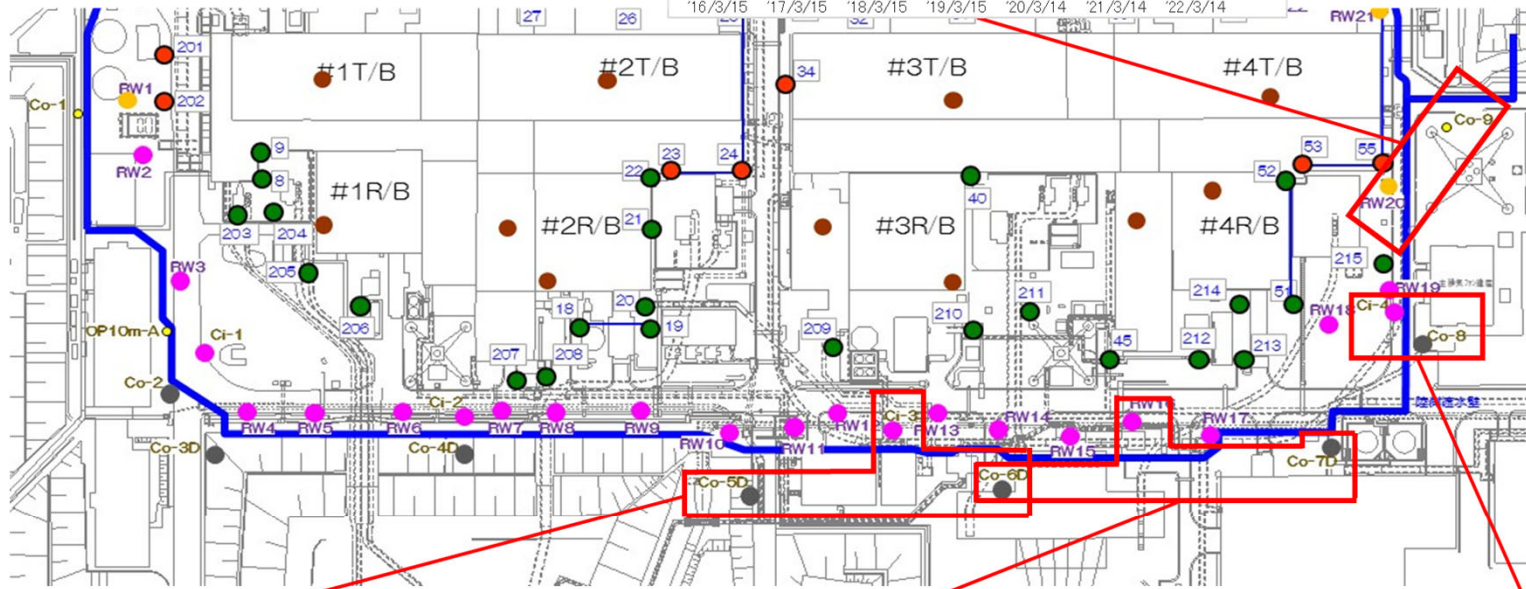 '16/3/15 '17/3/15 '18/3/15 '19/3/15 '20/3/14 '21/3/14 '22/3/14
27 26
RW21
201
#1T/B #2T/B #3T/B #4T/B
34
RW1
Co-1
202
Co-9
RW2
9
8
23 24
22
53 55
52
#1R/B
40
RW20
203 204
21
#2R/B #3R/B #4R/B
RW3
205
215
RW19
206
18 20
19
210 211
214 51
RW18
Ci-4
OP10m-A
Ci-1
209
Co-8
207 208
45 212 213
Co-2
Ci-2
Ci-3
RW4 RW5 RW6 RW7 RW8 RW9
RW10 RW11 RW13 RW14 RW15 RW17
陸側遮水壁
Co-3D Co-4D
Co-5D Co-6D Co-7D